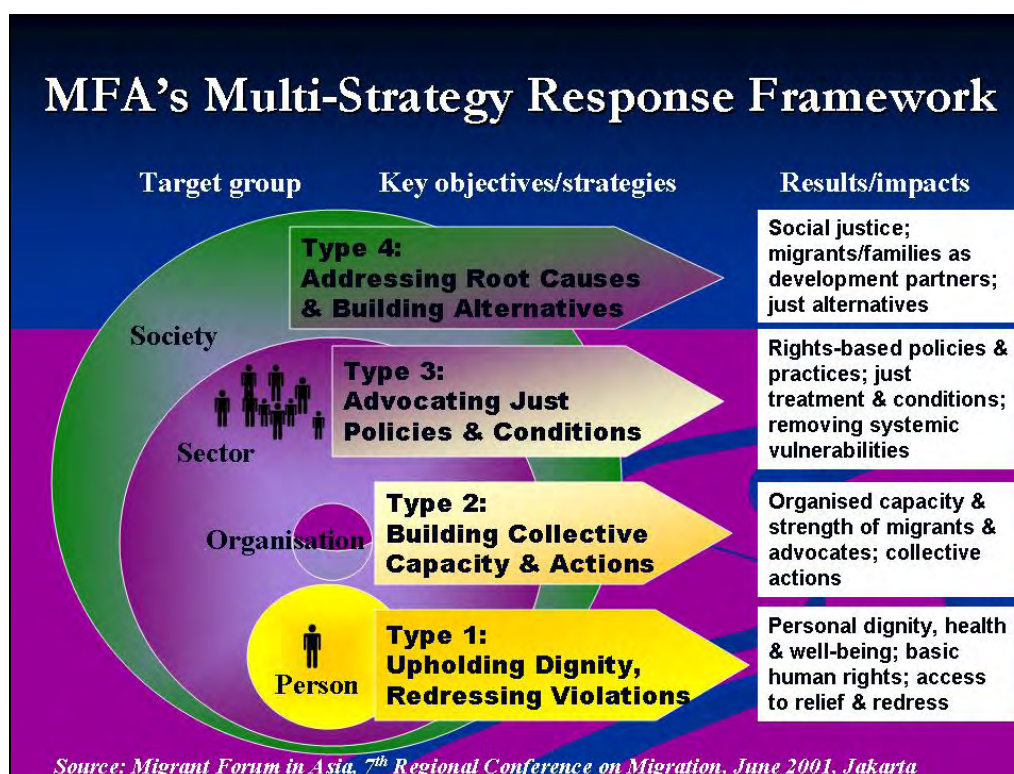 MFA's Multi-Strategy Response Framework
Target group
Key objectives/strategies
Results/impacts
Society
Type 4:
Addressing Root Causes
& Building Alternatives
Social justice;
migrants/families as
development partners;
just alternatives
Sector
Type 3:
Advocating Just
Policies & Conditions
Rights-based policies &
practices; just
treatment & conditions;
removing systemic
vulnerabilities
Organisation
Type 2:
Building Collective
Capacity & Actions
Organised capacity &
strength of migrants &
advocates; collective
actions
Person
Type 1:
Upholding Dignity,
Redressing Violations
Personal dignity, health
& well-being; basic
human rights; access
to relief & redress
Source: Migrant Forum in Asia, 7th Regional Conference on Migration, June 2001, Jakarta